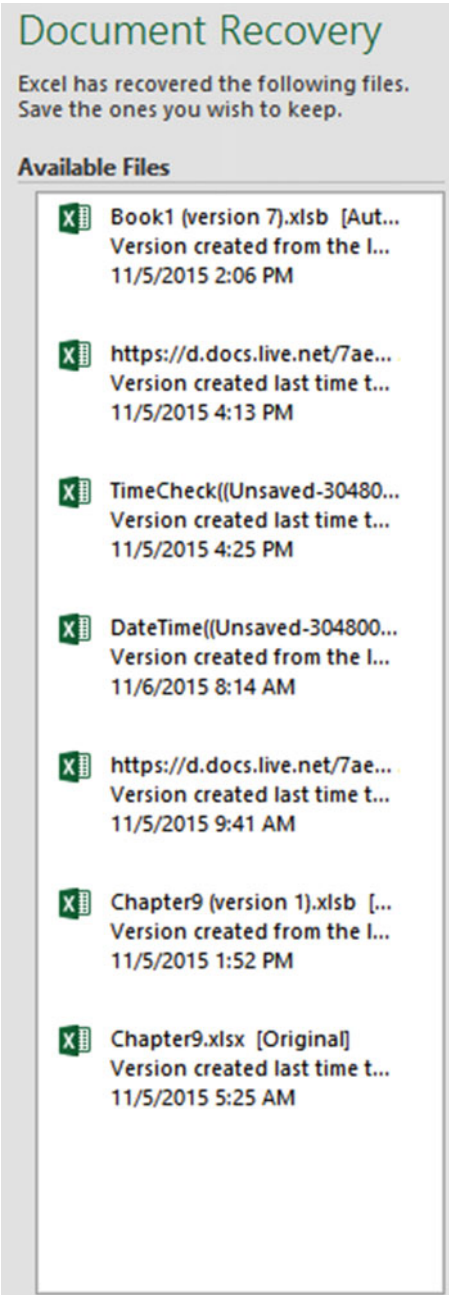 Document Recovery
Excel has recovered the following files.
Save the ones you wish to keep.
Available Files
Book1 (version 7).xlsb [Aut...
Version created from the l...
11/5/2015 2:06 PM
https://d.docs.live.net/7ae...
Version created last time t...
11/5/2015 4:13 PM
TimeCheck((Unsaved-30480...
Version created last time t...
11/5/2015 4:25 PM
DateTime((Unsaved-304800...
Version created from the l...
11/6/2015 8:14 AM
https://d.docs.live.net/7ae...
Version created last time t...
11/5/2015 9:41 AM
Chapter9 (version 1).xlsb [...
Version created from the l...
11/5/2015 1:52 PM
Chapter9.xlsx [Original]
Version created last time t...
11/5/2015 5:25 AM